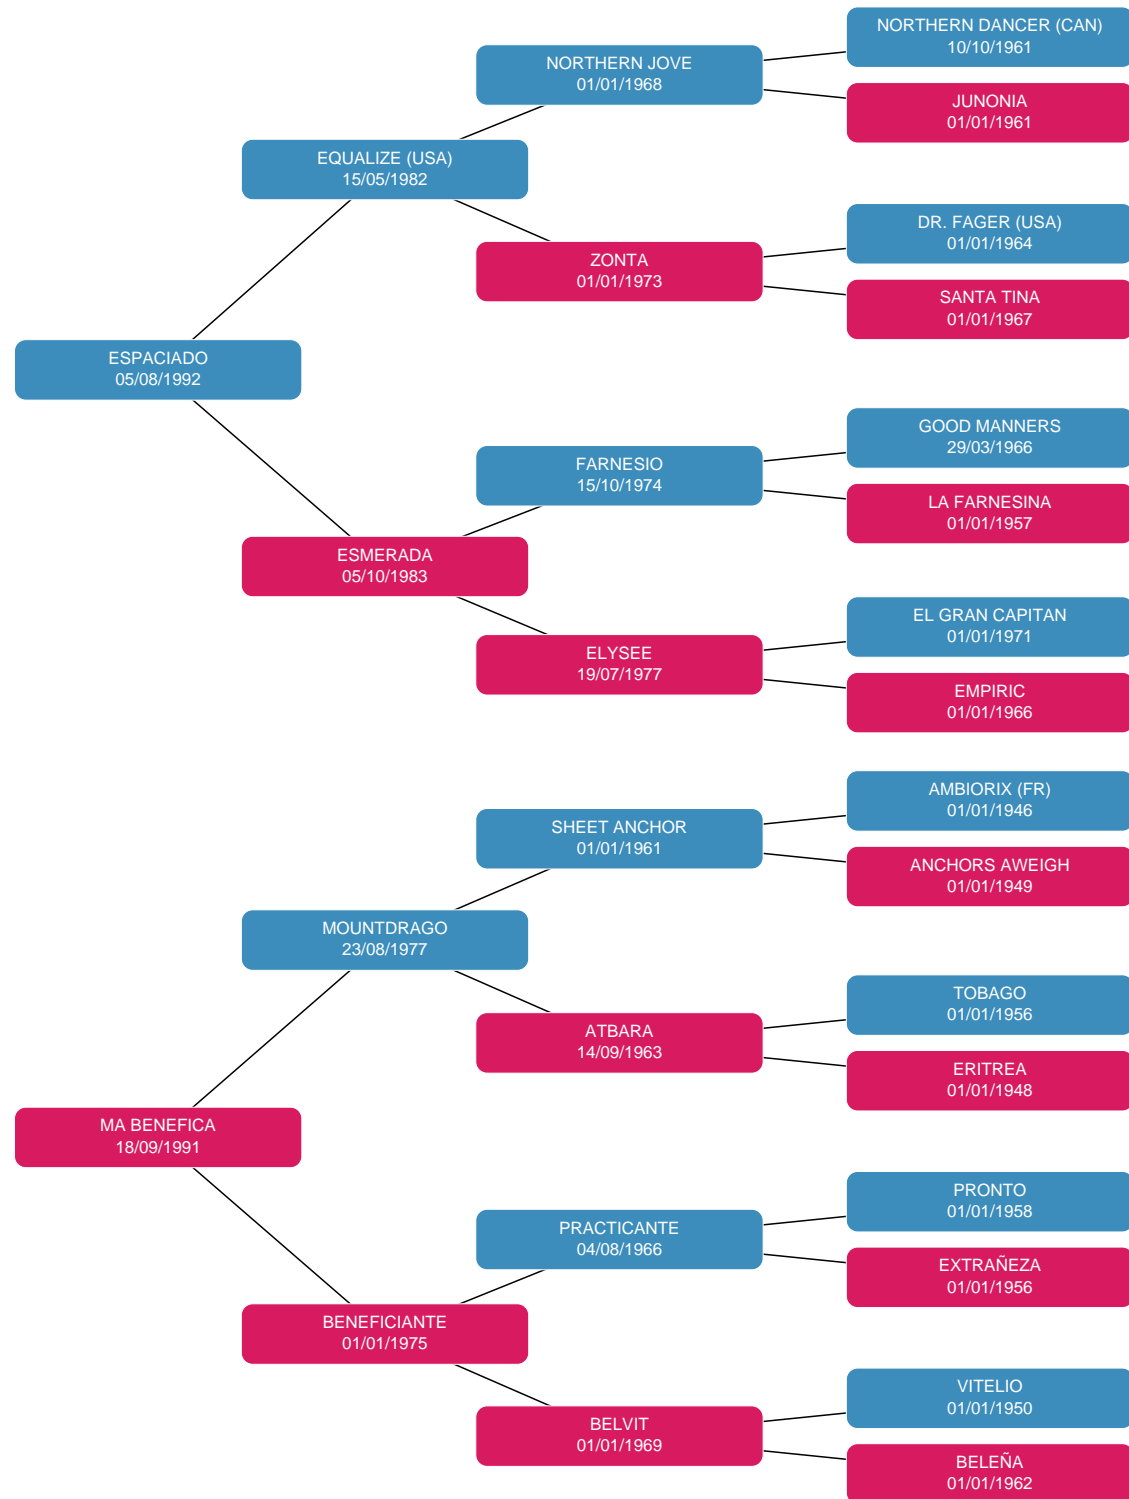 NORTHERN DANCER (CAN)
10/10/1961
NORTHERN JOVE
01/01/1968
JUNONIA
01/01/1961
EQUALIZE (USA)
15/05/1982
DR. FAGER (USA)
01/01/1964
ZONTA
01/01/1973
SANTA TINA
01/01/1967
ESPACIADO
05/08/1992
GOOD MANNERS
29/03/1966
FARNESIO
15/10/1974
LA FARNESINA
01/01/1957
ESMERADA
05/10/1983
EL GRAN CAPITAN
01/01/1971
ELYSEE
19/07/1977
EMPIRIC
01/01/1966
AMBIORIX (FR)
01/01/1946
SHEET ANCHOR
01/01/1961
ANCHORS AWEIGH
01/01/1949
MOUNTDRAGO
23/08/1977
TOBAGO
01/01/1956
ATBARA
14/09/1963
ERITREA
01/01/1948
MA BENEFICA
18/09/1991
PRONTO
01/01/1958
PRACTICANTE
04/08/1966
EXTRAÑEZA
01/01/1956
BENEFICIANTE
01/01/1975
VITELIO
01/01/1950
BELVIT
01/01/1969
BELEÑA
01/01/1962